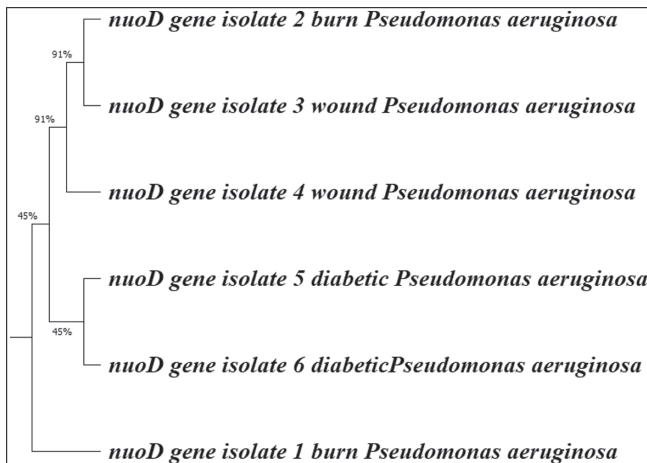 nuoD gene isolate 2 burn Pseudomonas aeruginosa
91%
nuoD gene isolate 3 wound Pseudomonas aeruginosa
91%
nuoD gene isolate 4 wound Pseudomonas aeruginosa
45%
nuoD gene isolate 5 diabetic Pseudomonas aeruginosa
45%
nuoD gene isolate 6 diabeticPseudomonas aeruginosa
nuoD gene isolate 1 burn Pseudomonas aeruginosa